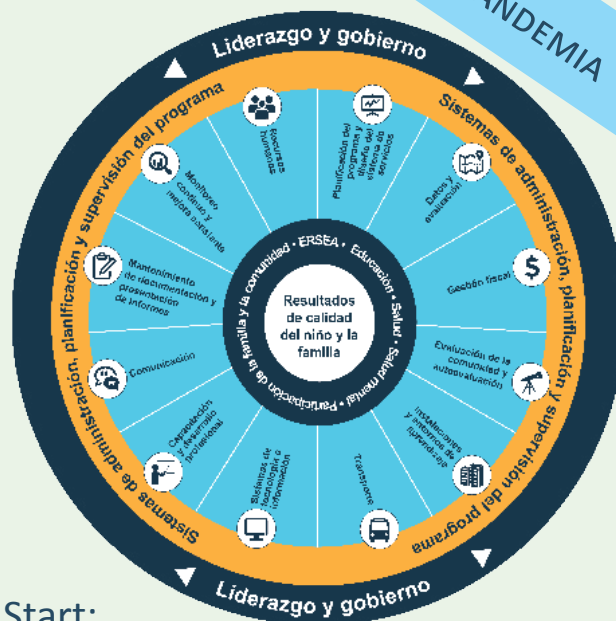 ANDEMIA
Liderazgo y gobierno
Sistemas de administración, planificación y supervisión del programa
Sistemas de administración, planificación y supervisión del programa
Recursos
humanos
Planificación del
programa y
diseño del
sistema de
servicios
Datos y
evaluación
Gestión fiscal
Evaluación de la
comunidad y
autoevaluación
Instalaciones
y entornos de
aprendizaje
Transporte
Sistemas de
tecnología e
información
Capacitación
y desarrollo
profesional
Comunicación
Mantenimiento
de documentación y
presentación
de informes
Monitoreo
continuo y
mejora
ERSEA • Educación • Salud • Salud mental • Participación de la familia y la comunidad •
Resultados
de calidad
del niño y la
familia
Liderazgo y gobierno
Start: